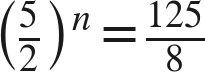 (5/2)^n = 125/8